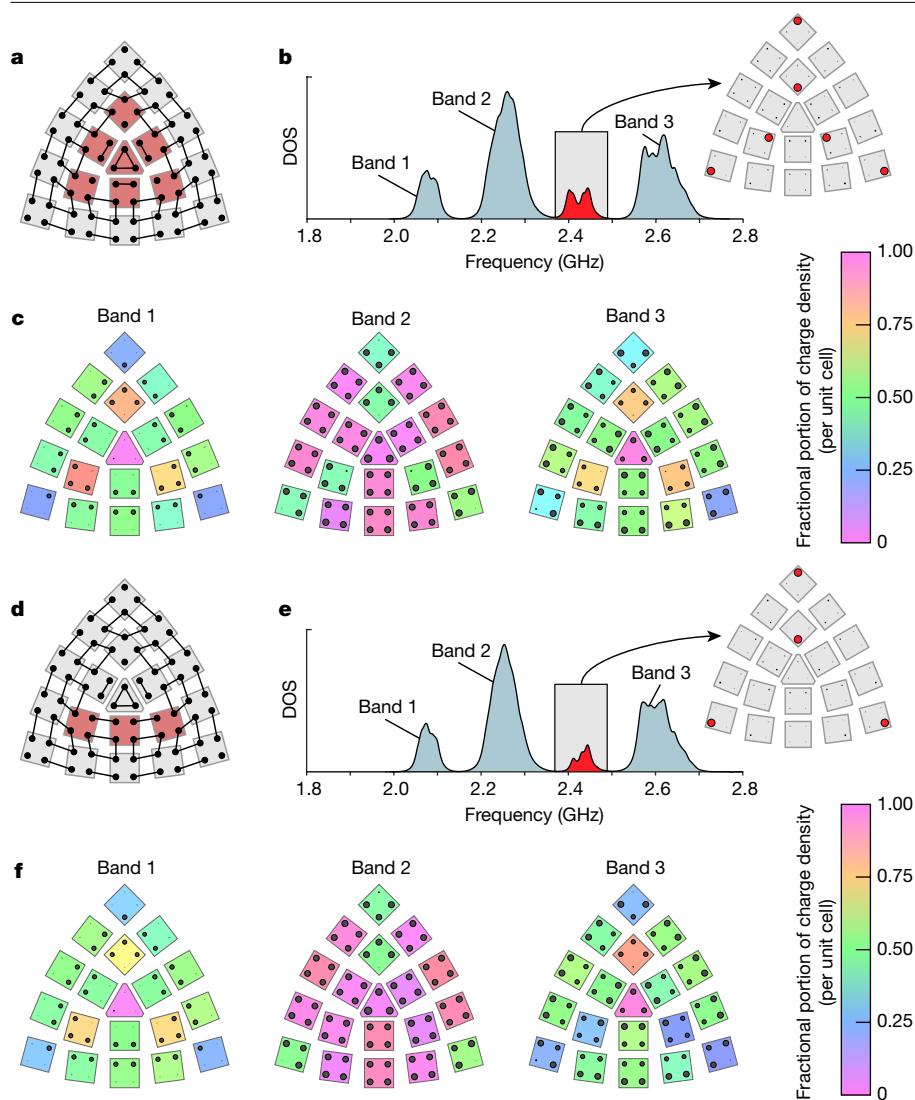 a
b
Band 2
Band 3
Band 1
DOS
1.8 2.0 2.2 2.4 2.6 2.8
Frequency (GHz)
c
Band 1
Band 2
Band 3
1.00
0.75
0.50
0.25
0
Fractional portion of charge density
(per unit cell)
d
e
Band 2
Band 3
Band 1
DOS
1.8 2.0 2.2 2.4 2.6 2.8
Frequency (GHz)
f
Band 1
Band 2
Band 3
1.00
0.75
0.50
0.25
0
Fractional portion of charge density
(per unit cell)